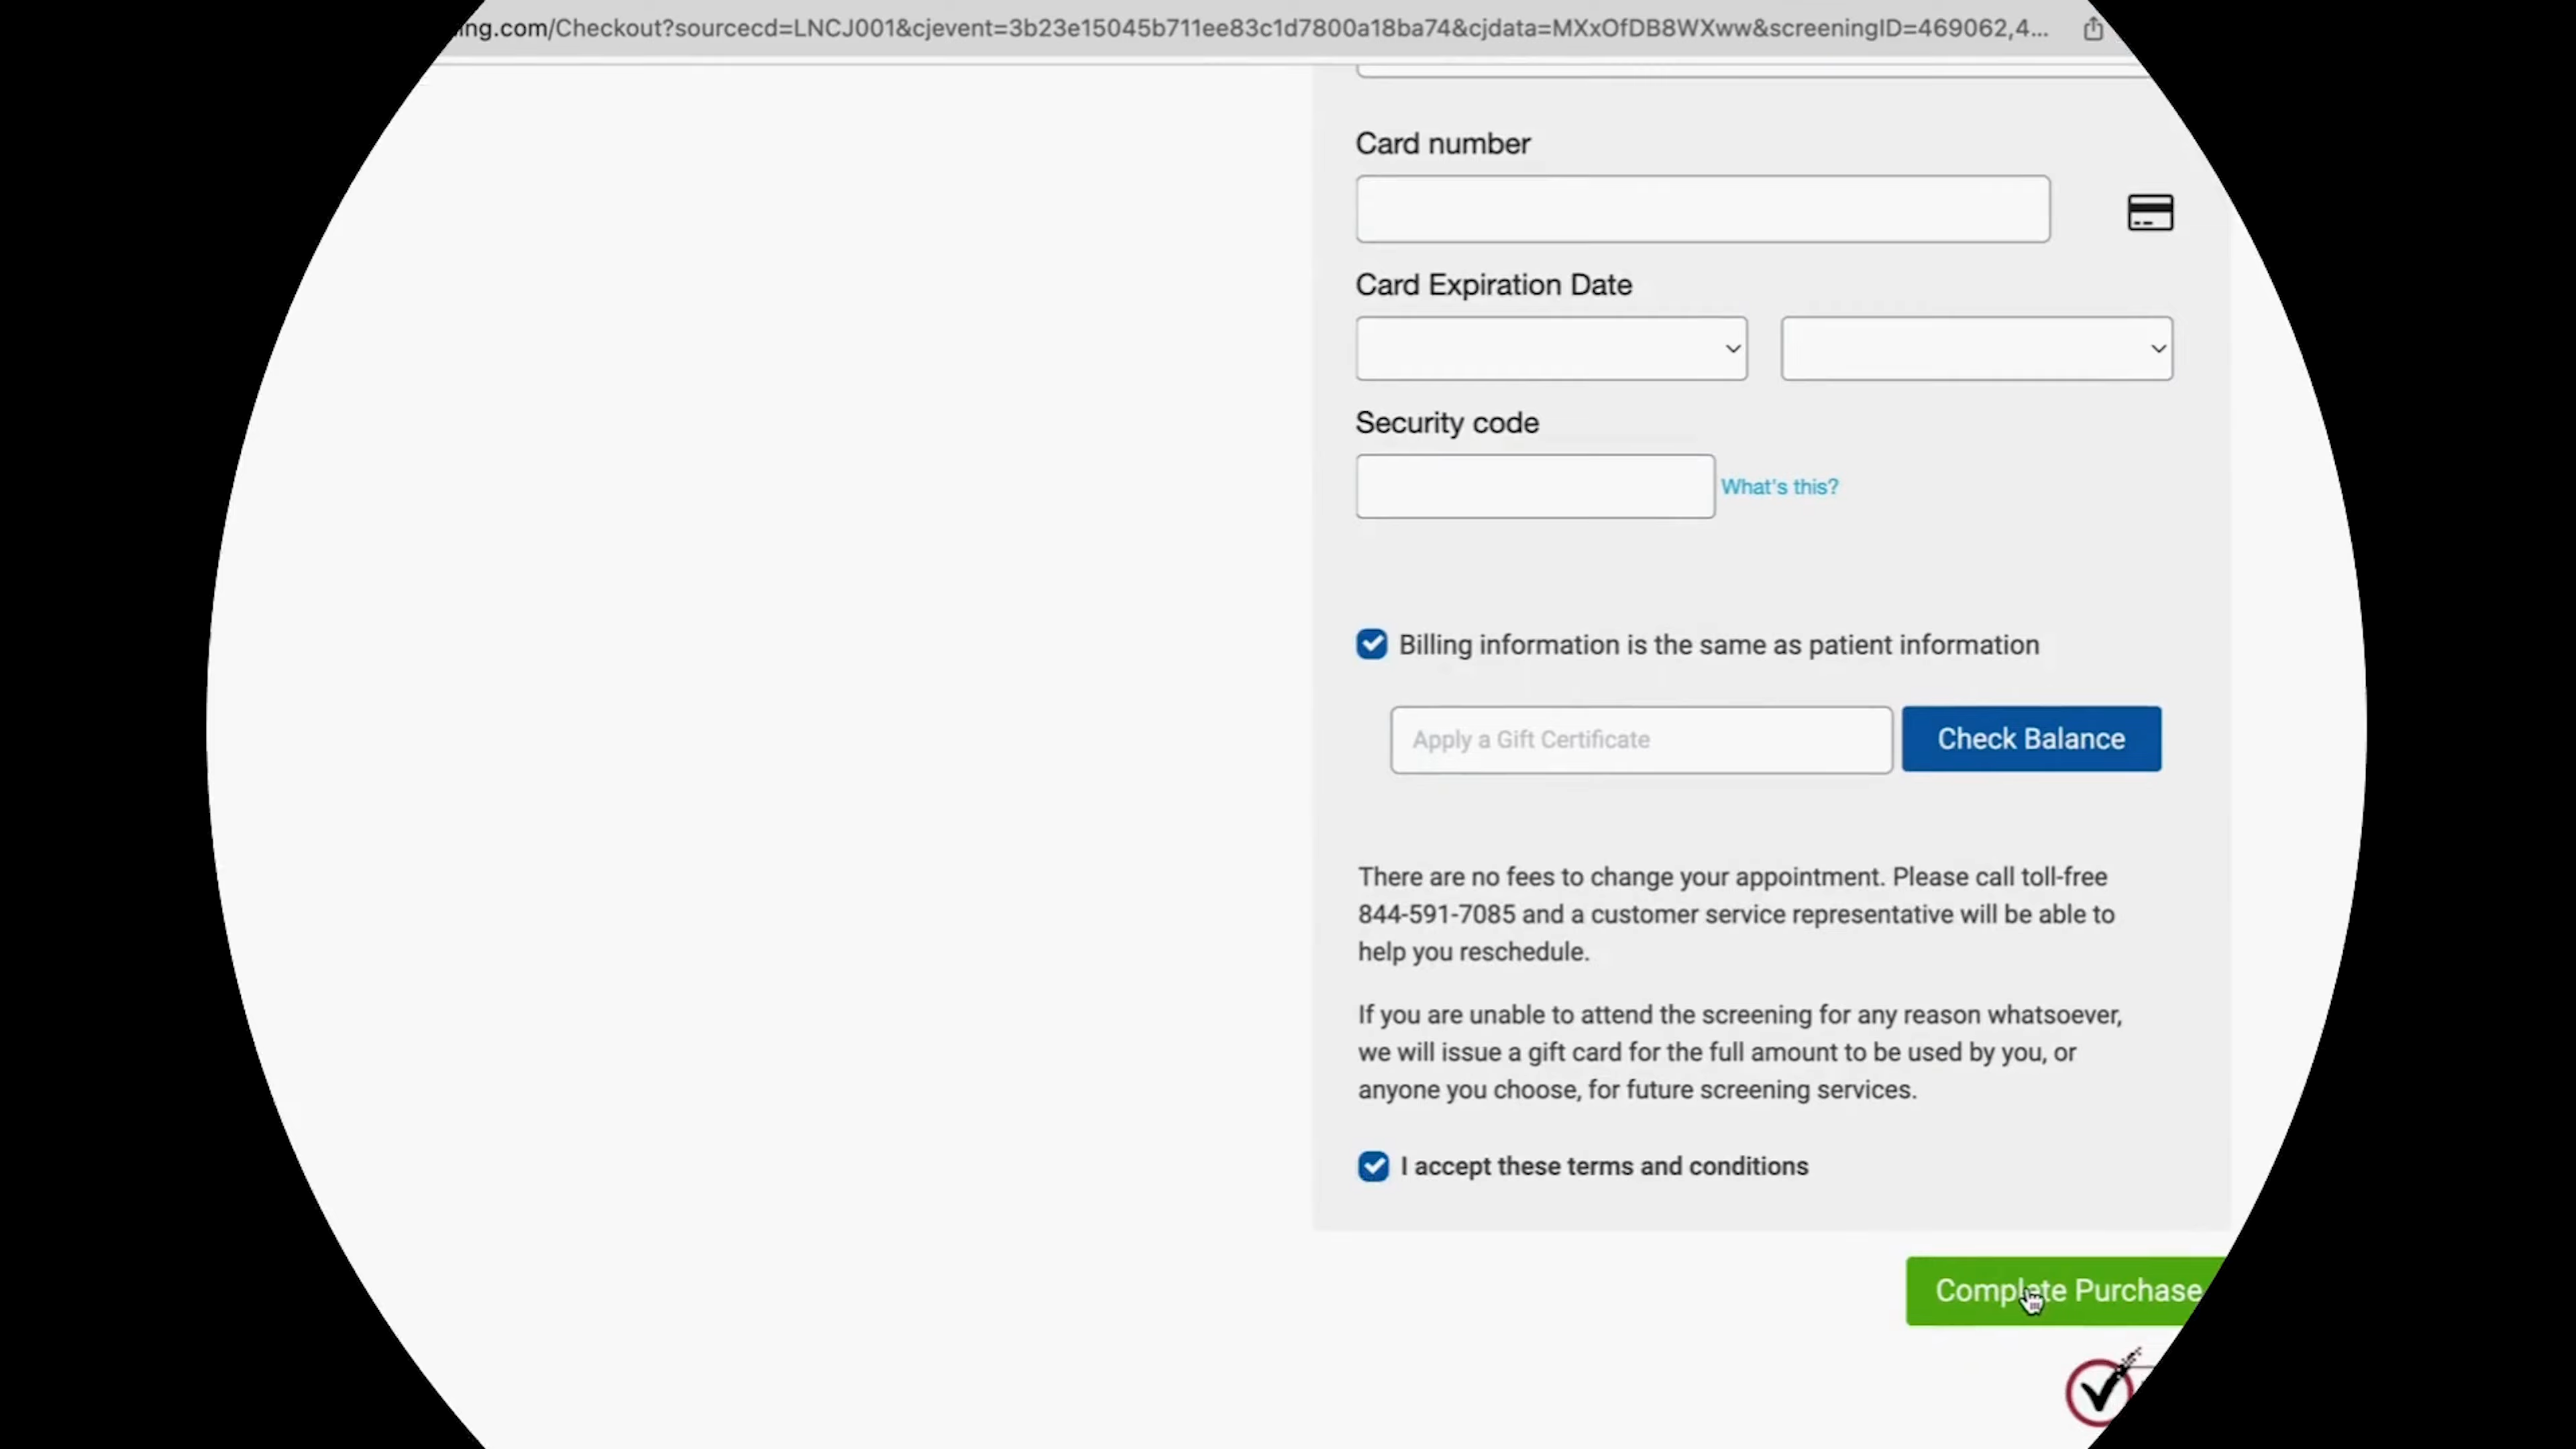 ing.com/Checkout?sourcecd=LNCJ001&cjevent=3b23e15045b711ee83c1d7800a18ba74&cjdata=MXxOfDB8WXww&screeningID=469062,4...
Card number
Card Expiration Date
Security code
What's this?
Billing information is the same as patient information
Apply a Gift Certificate
Check Balance
There are no fees to change your appointment. Please call toll-free
844-591-7085 and a customer service representative will be able to
help you reschedule.
If you are unable to attend the screening for any reason whatsoever,
we will issue a gift card for the full amount to be used by you, or
anyone you choose, for future screening services.
I accept these terms and conditions
Complete Purchase